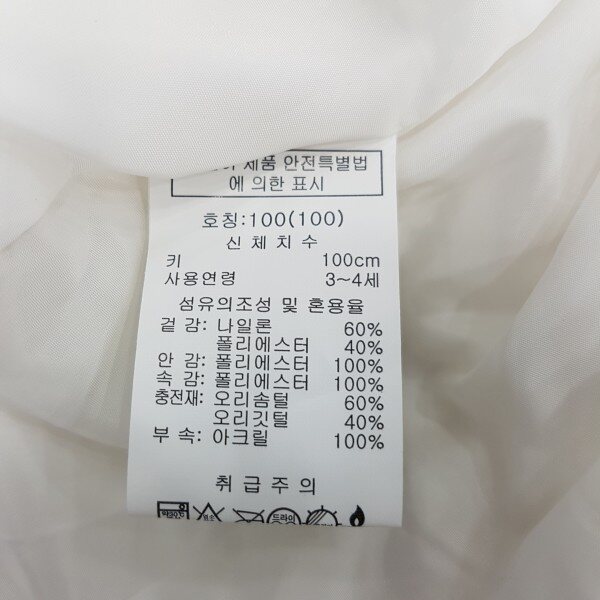 제품 안전특별법
에 의한 표시
호칭:100(100)
신체치수
키 100cm
사용연령 3~4세
섬유의조성 및 혼용율
겉 감: 나일론 60%
폴리에스터 40%
안 감: 폴리에스터 100%
속 감: 폴리에스터 100%
충전재: 오리솜털 60%
오리깃털 40%
부 속: 아크릴 100%
취급주의
드라이